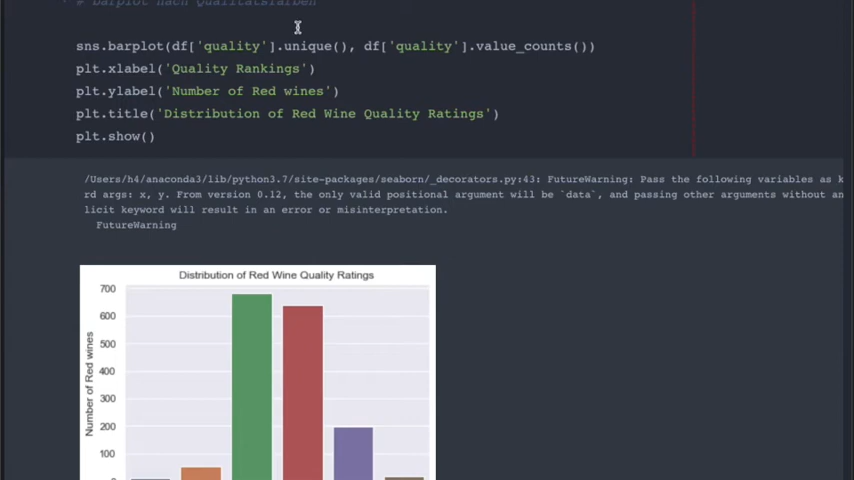 # barplot nach Qualitätsfarben
sns.barplot(df['quality'].unique(), df['quality'].value_counts())
plt.xlabel('Quality Rankings')
plt.ylabel('Number of Red wines')
plt.title('Distribution of Red Wine Quality Ratings')
plt.show()
/Users/h4/anaconda3/lib/python3.7/site-packages/seaborn/_decorators.py:43: FutureWarning: Pass the following variables as k
rd args: x, y. From version 0.12, the only valid positional argument will be `data`, and passing other arguments without an
licit keyword will result in an error or misinterpretation.
FutureWarning
Distribution of Red Wine Quality Ratings
700
600
500
400
300
200
100
Number of Red wines